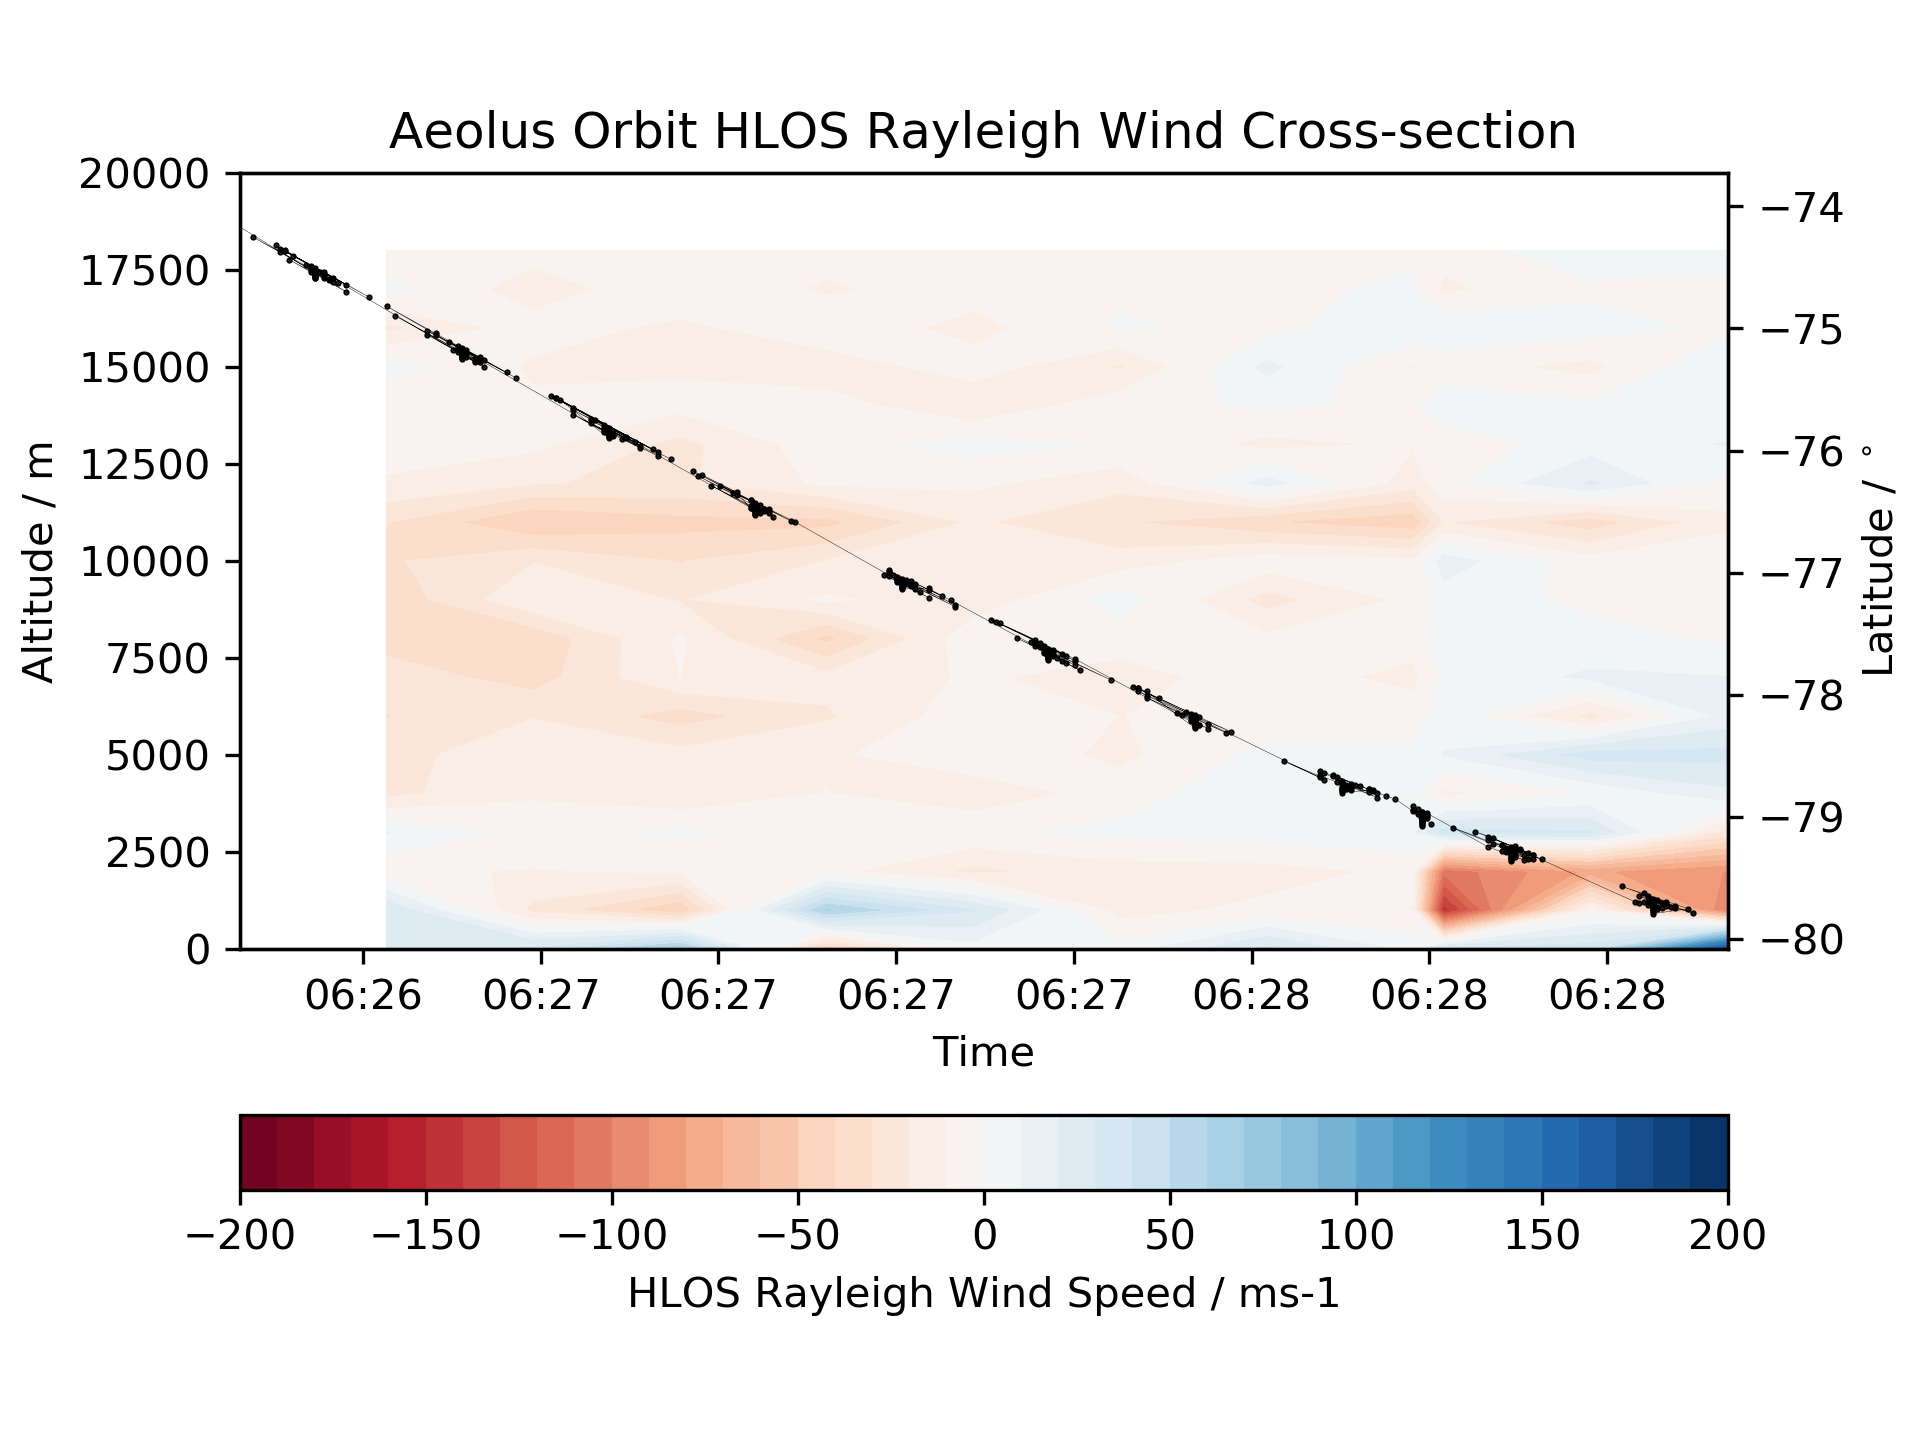 Aeolus Orbit HLOS Rayleigh Wind Cross-section
20000
17500
15000
12500
10000
7500
5000
2500
0
Altitude / m
−74
−75
−76
−77
−78
−79
−80
Latitude / °
06:26 06:27 06:27 06:27 06:27 06:28 06:28 06:28
Time
−200 −150 −100 −50 0 50 100 150 200
HLOS Rayleigh Wind Speed / ms-1